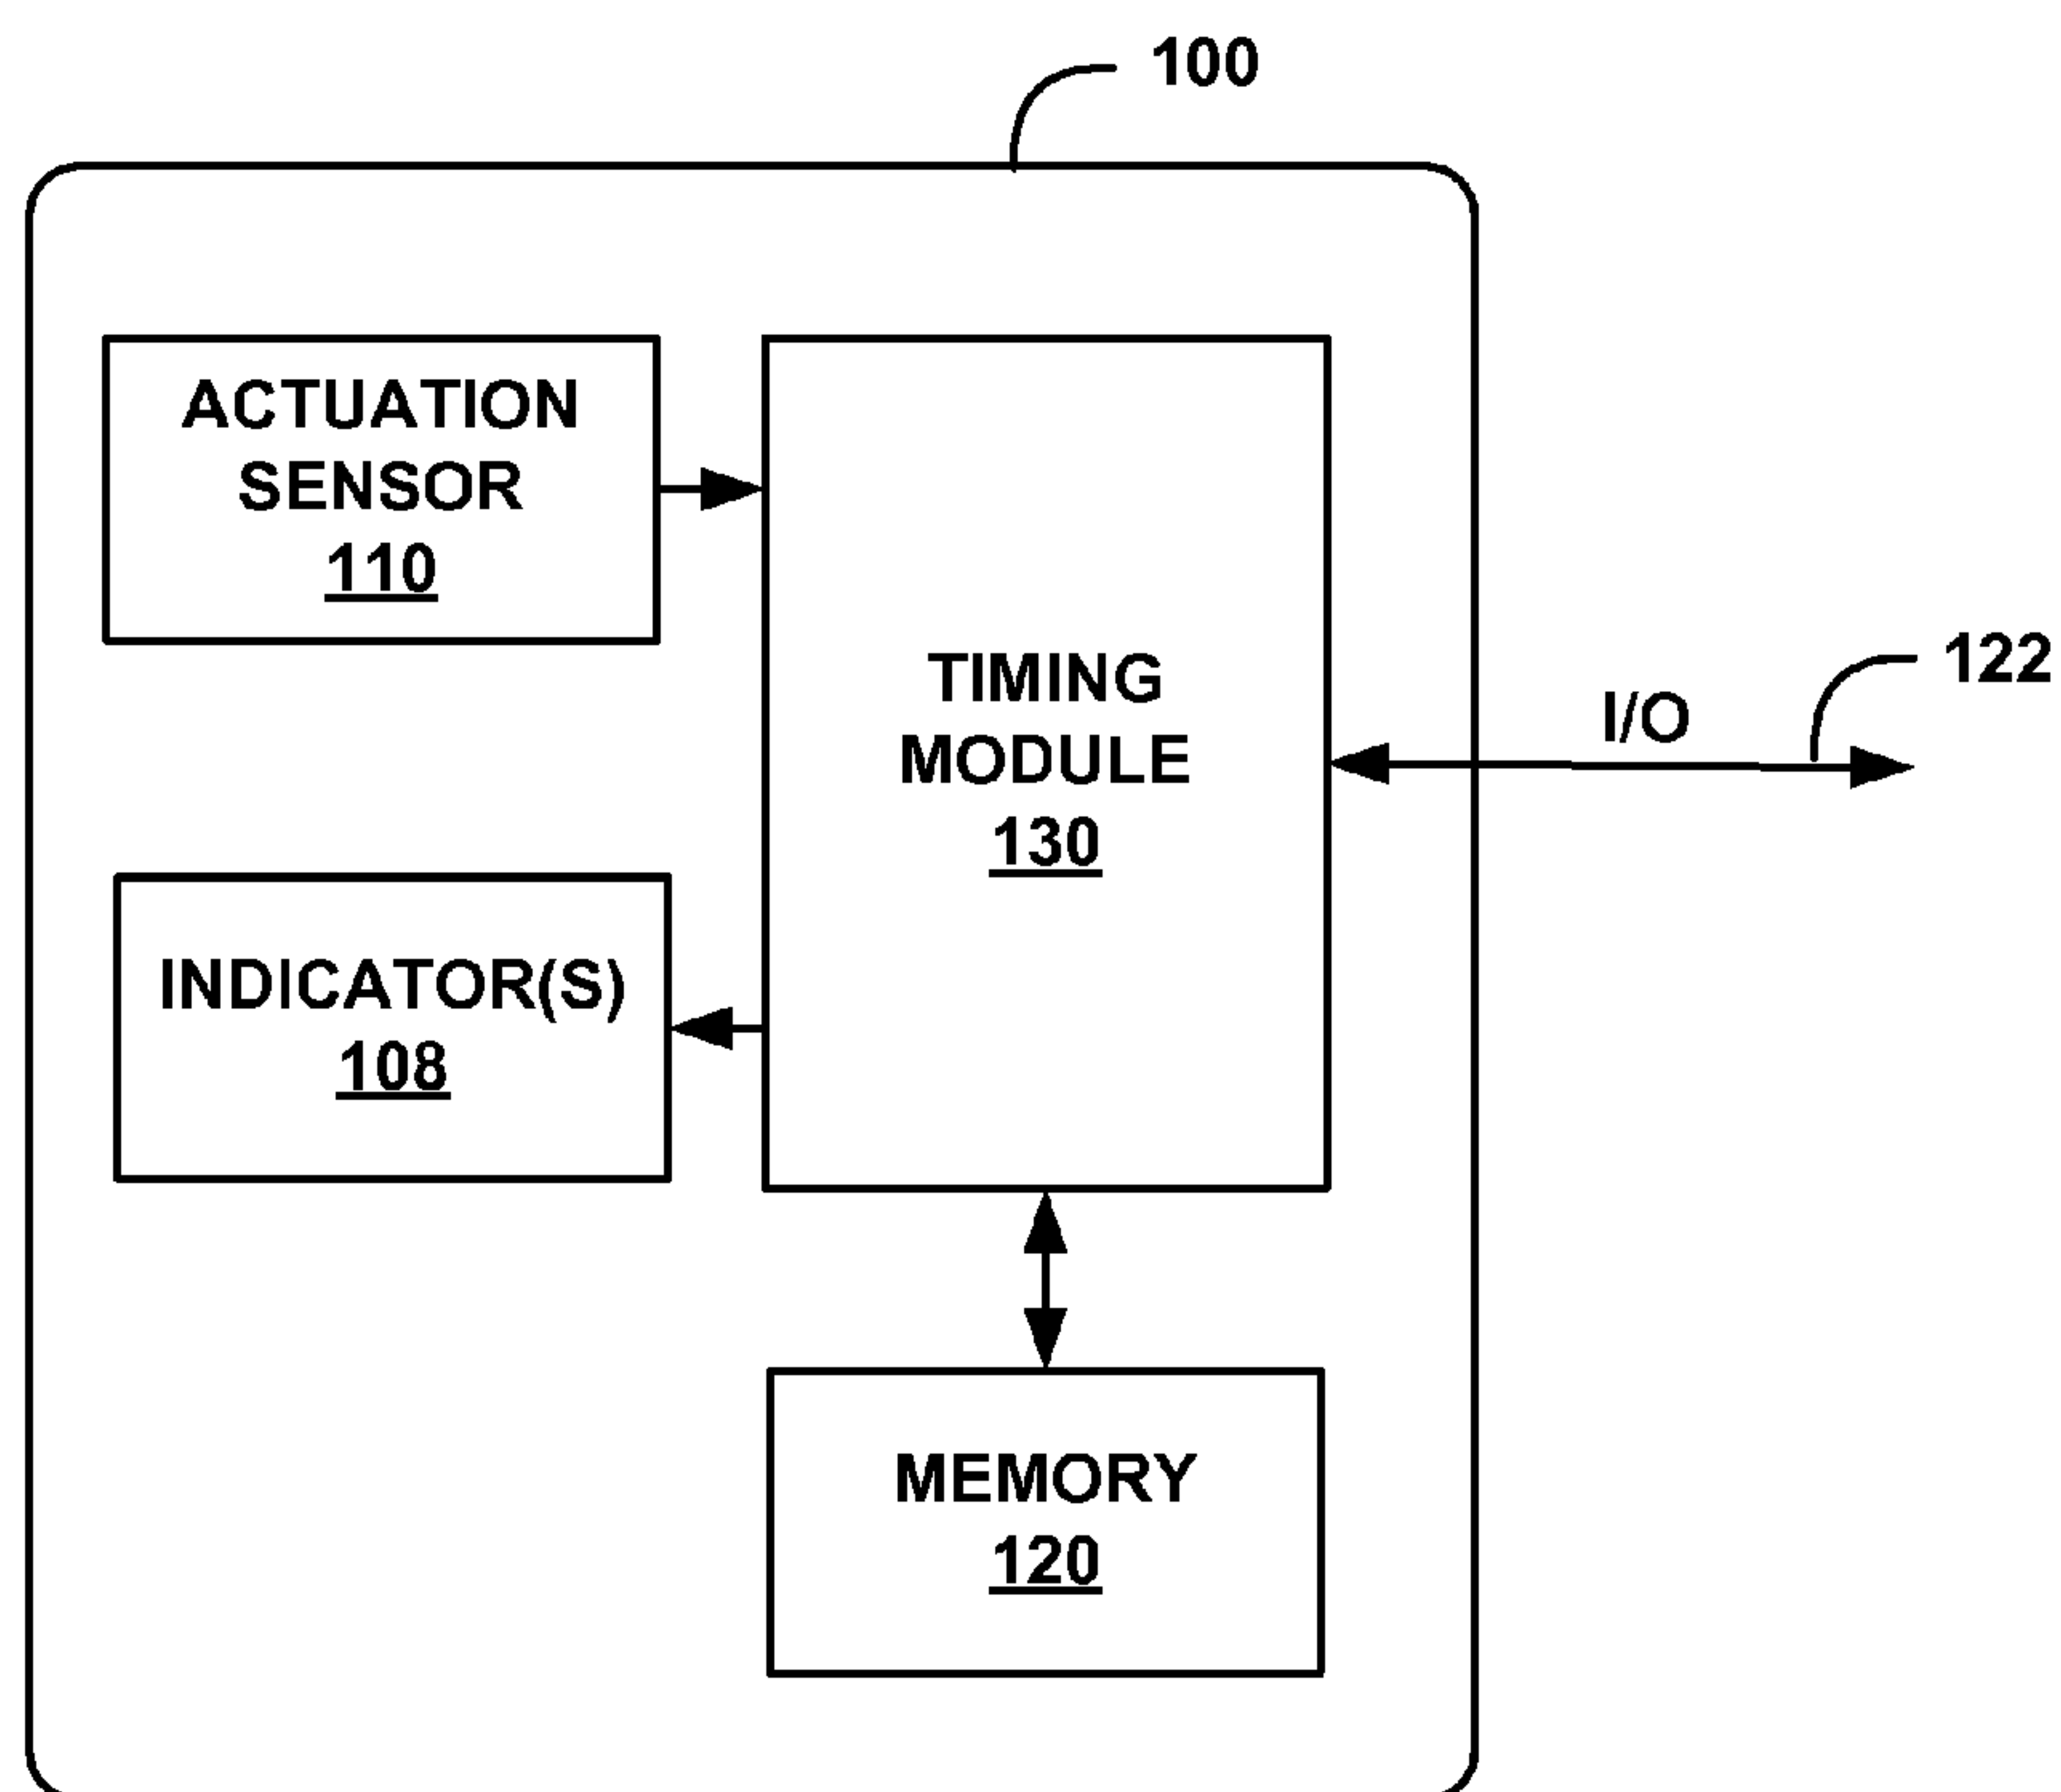 100
ACTUATION
SENSOR
110
TIMING
MODULE
130
I/O
122
INDICATOR(S)
108
MEMORY
120